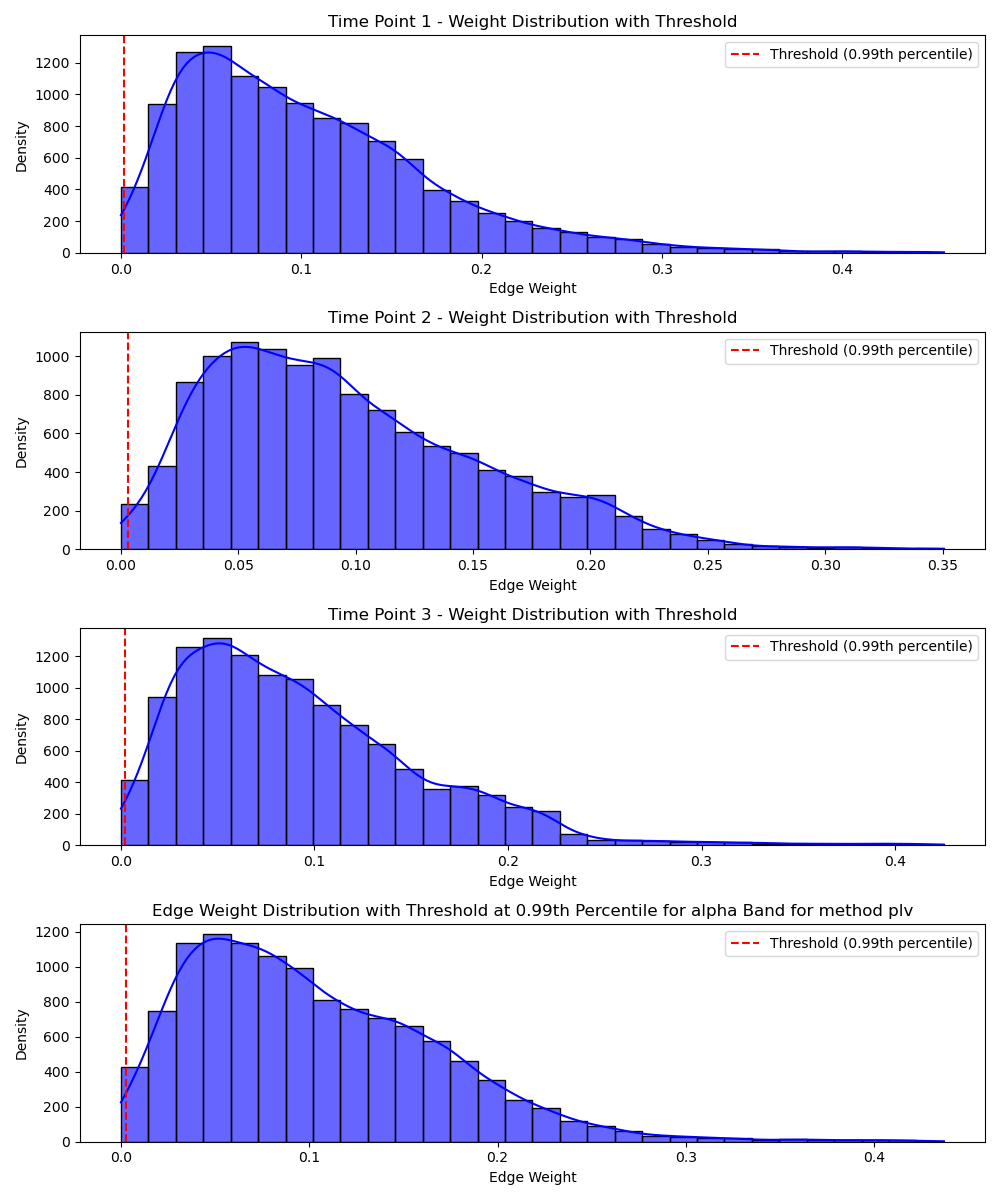 Time Point 1 - Weight Distribution with Threshold
Threshold (0.99th percentile)
Density
1200
1000
800
600
400
200
0
0.0 0.1 0.2 0.3 0.4
Edge Weight
Time Point 2 - Weight Distribution with Threshold
Threshold (0.99th percentile)
Density
1000
800
600
400
200
0
0.00 0.05 0.10 0.15 0.20 0.25 0.30 0.35
Edge Weight
Time Point 3 - Weight Distribution with Threshold
Threshold (0.99th percentile)
Density
1200
1000
800
600
400
200
0
0.0 0.1 0.2 0.3 0.4
Edge Weight
Edge Weight Distribution with Threshold at 0.99th Percentile for alpha Band for method plv
Threshold (0.99th percentile)
Density
1200
1000
800
600
400
200
0
0.0 0.1 0.2 0.3 0.4
Edge Weight